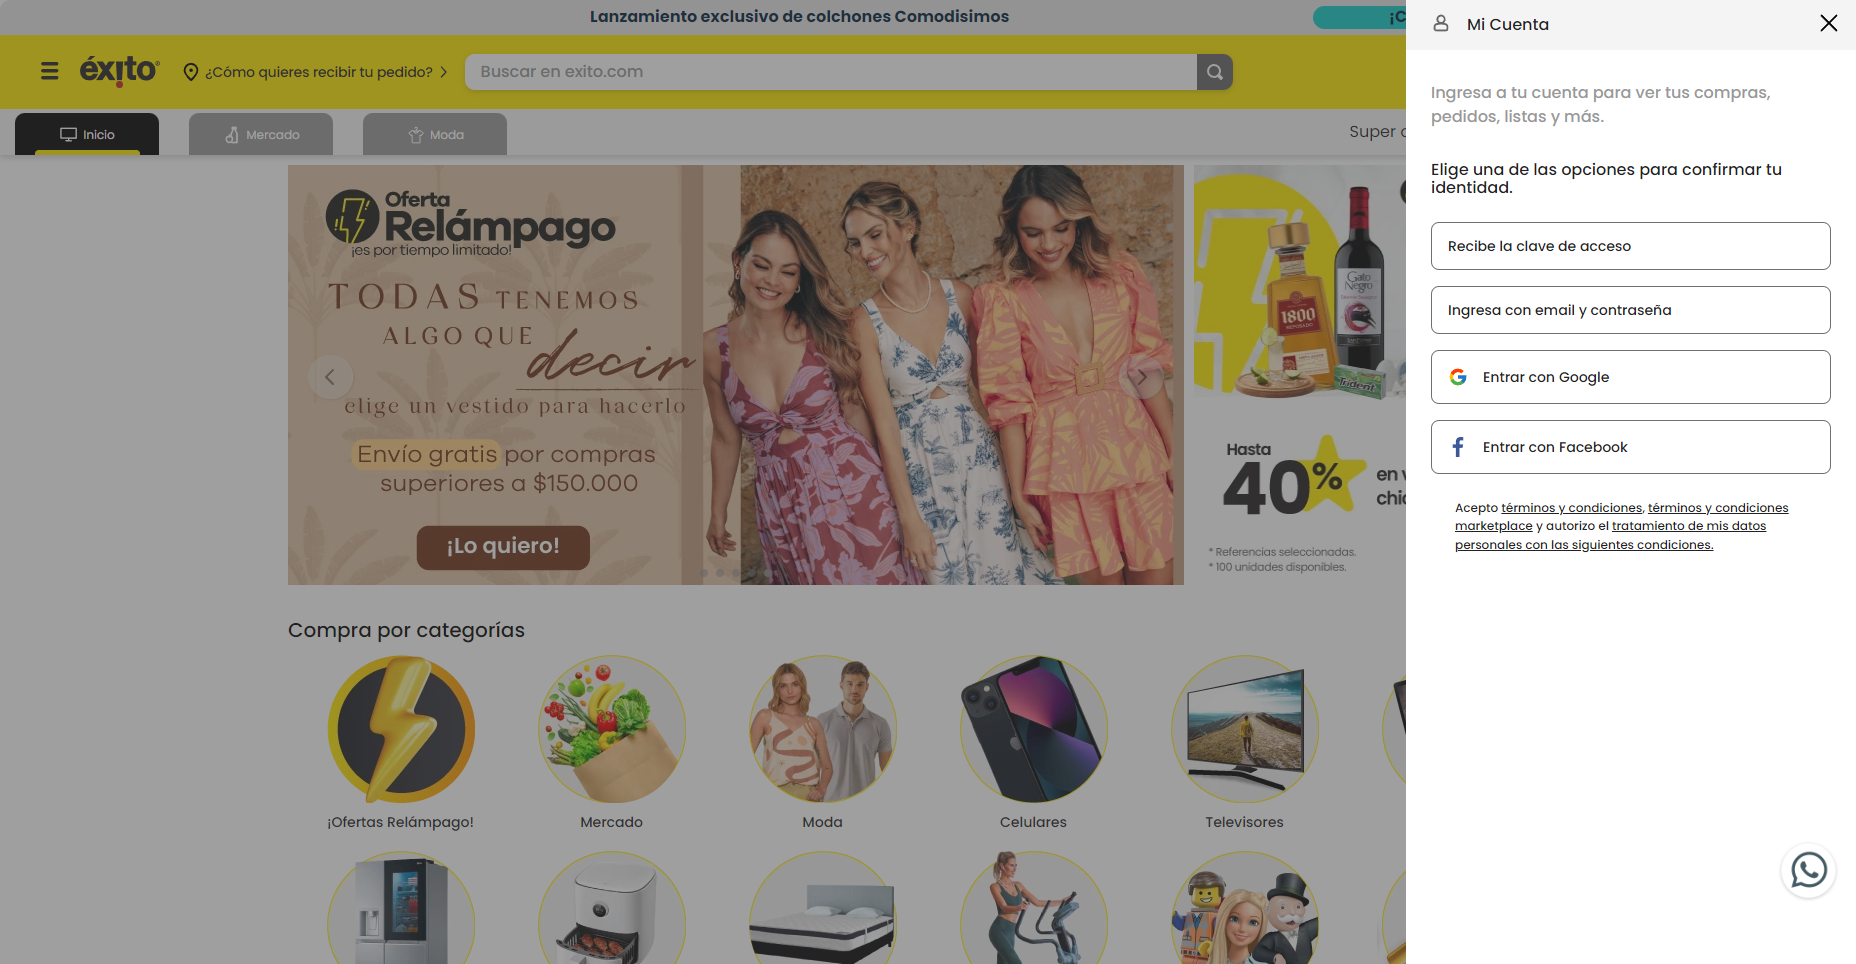 Lanzamiento exclusivo de colchones Comodisimos
éxito
¿Cómo quieres recibir tu pedido?
Buscar en exito.com
Inicio
Mercado
Moda
Super
Oferta
Relámpago
¡es por tiempo limitado!
TODAS TENEMOS
ALGO QUE
decir
elige un vestido para hacerlo
Envío gratis por compras
superiores a $150.000
¡Lo quiero!
1800
Gato
Negro
Trident
Hasta
40%
en
* Referencias seleccionadas.
* 100 unidades disponibles.
Compra por categorías
¡Ofertas Relámpago!
Mercado
Moda
Celulares
Televisores
Mi Cuenta
Ingresa a tu cuenta para ver tus compras,
pedidos, listas y más.
Elige una de las opciones para confirmar tu
identidad.
Recibe la clave de acceso
Ingresa con email y contraseña
Entrar con Google
Entrar con Facebook
Acepto términos y condiciones, términos y condiciones
marketplace y autorizo el tratamiento de mis datos
personales con las siguientes condiciones.